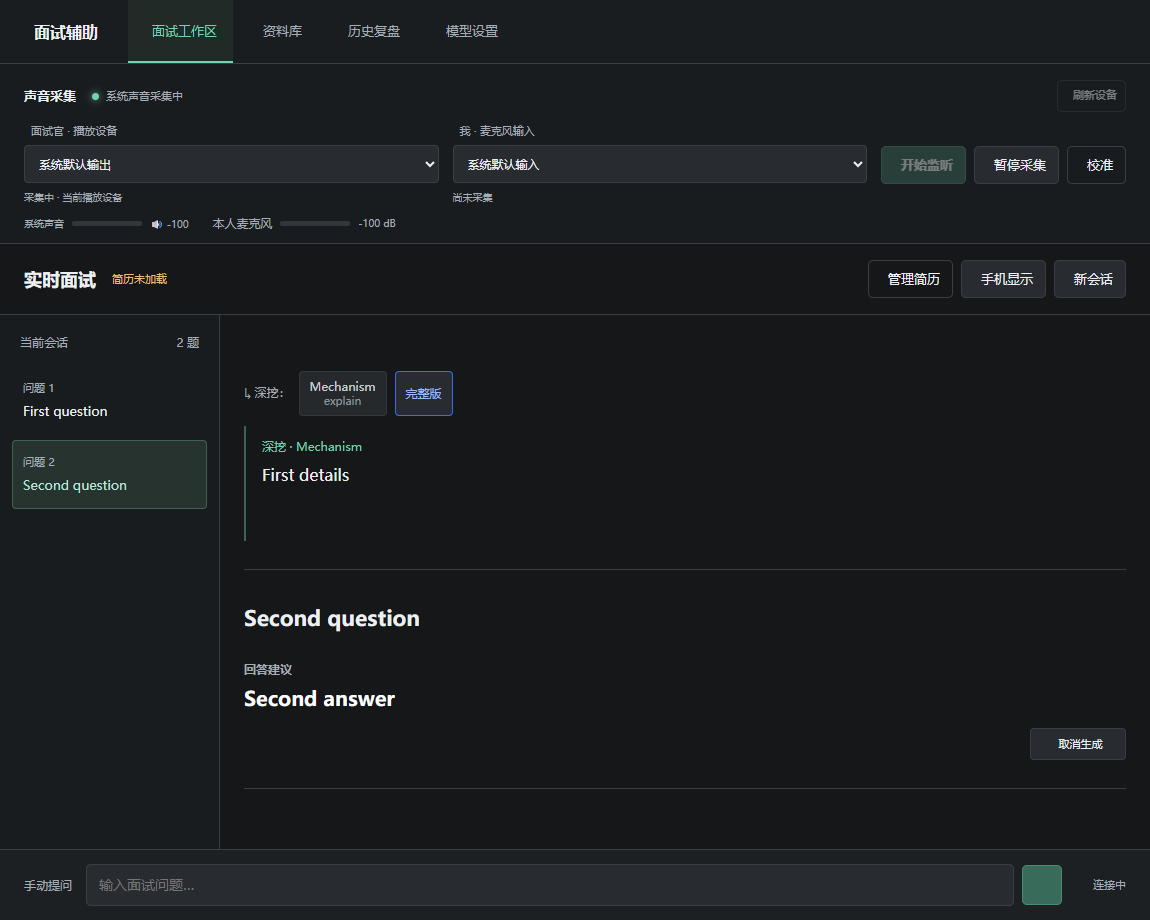 面试辅助
面试工作区
资料库
历史复盘
模型设置
声音采集
系统声音采集中
刷新设备
面试官 · 播放设备
我 · 麦克风输入
系统默认输出
系统默认输入
开始监听
暂停采集
校准
采集中 · 当前播放设备
尚未采集
系统声音
-100
本人麦克风
-100 dB
实时面试
简历未加载
管理简历
手机显示
新会话
当前会话
2 题
问题 1
First question
问题 2
Second question
↳ 深挖：
Mechanism
explain
完整版
深挖 · Mechanism
First details
Second question
回答建议
Second answer
取消生成
手动提问
输入面试问题...
连接中